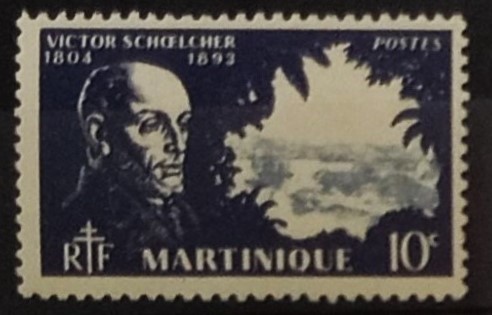 VICTOR SCHŒLCHER
1804 1893
POSTES
RF MARTINIQUE 10c